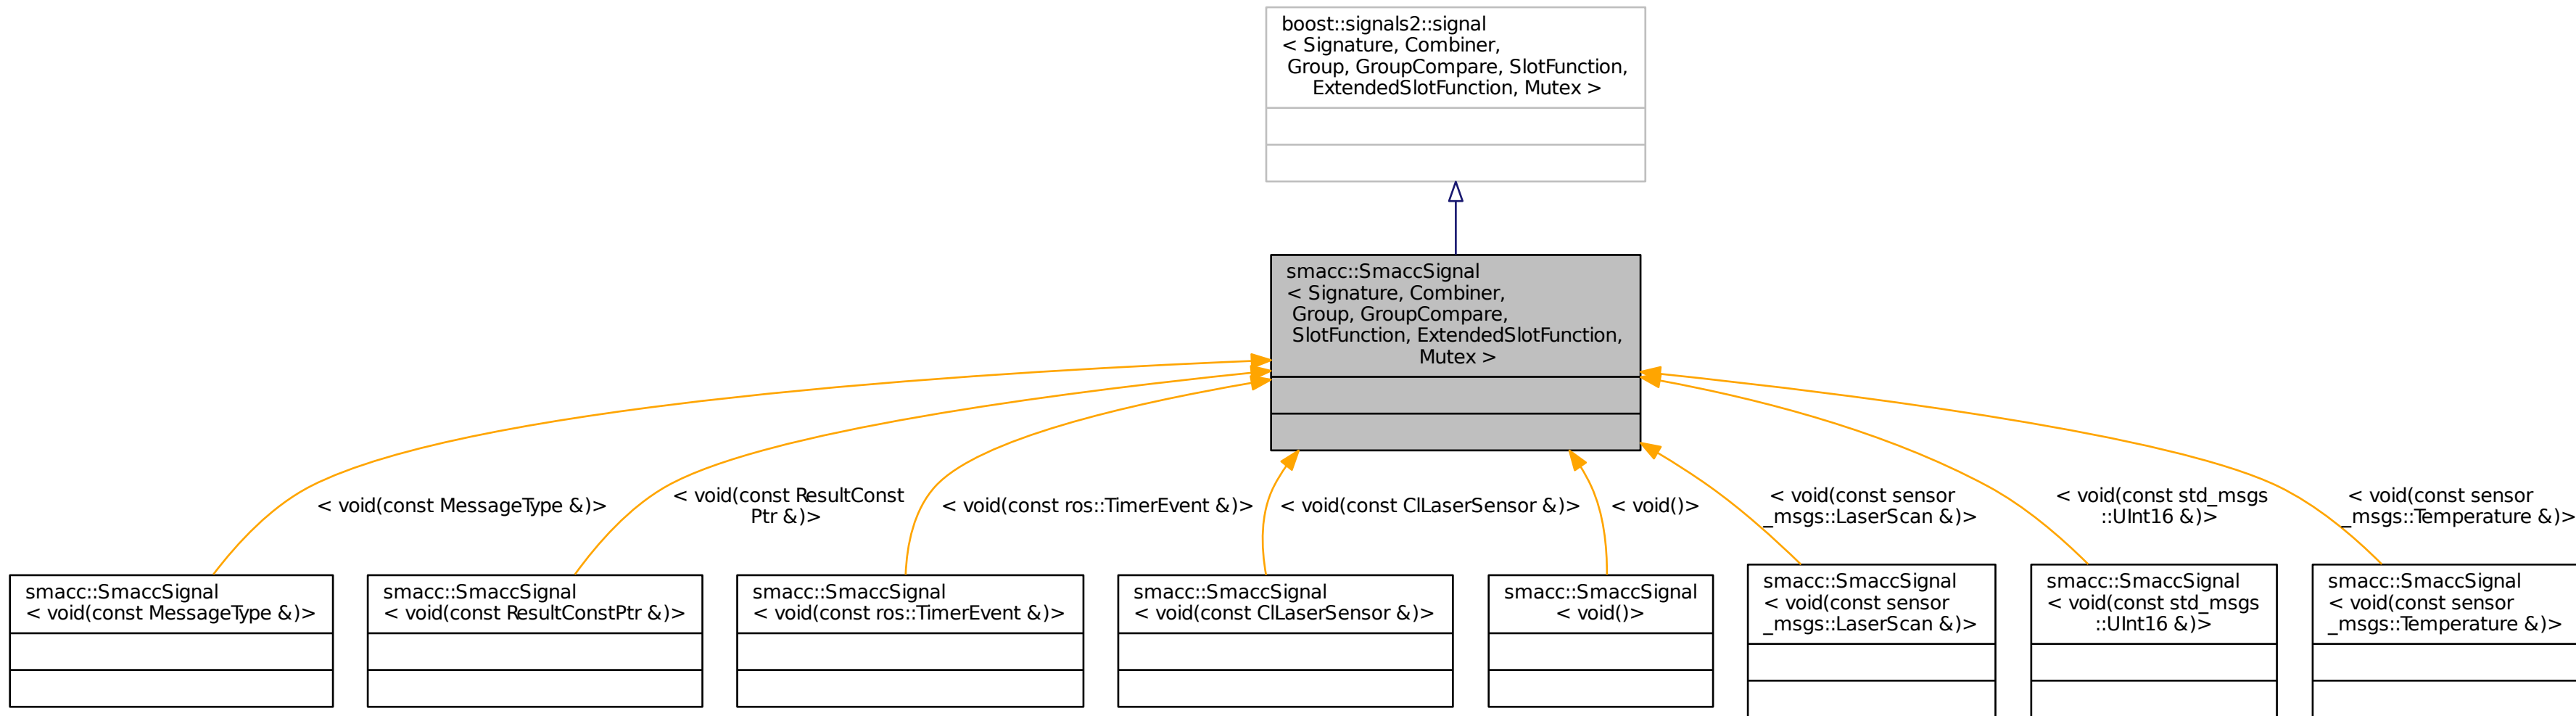 boost::signals2::signal
< Signature, Combiner,
Group, GroupCompare, SlotFunction,
ExtendedSlotFunction, Mutex >
smacc::SmaccSignal
< Signature, Combiner,
Group, GroupCompare,
SlotFunction, ExtendedSlotFunction,
Mutex >
< void(const MessageType &)>
< void(const ResultConst
Ptr &)>
< void(const ros::TimerEvent &)>
< void(const ClLaserSensor &)>
< void()>
< void(const sensor
_msgs::LaserScan &)>
< void(const std_msgs
::UInt16 &)>
< void(const sensor
_msgs::Temperature &)>
smacc::SmaccSignal
< void(const MessageType &)>
smacc::SmaccSignal
< void(const ResultConstPtr &)>
smacc::SmaccSignal
< void(const ros::TimerEvent &)>
smacc::SmaccSignal
< void(const ClLaserSensor &)>
smacc::SmaccSignal
< void()>
smacc::SmaccSignal
< void(const sensor
_msgs::LaserScan &)>
smacc::SmaccSignal
< void(const std_msgs
::UInt16 &)>
smacc::SmaccSignal
< void(const sensor
_msgs::Temperature &)>